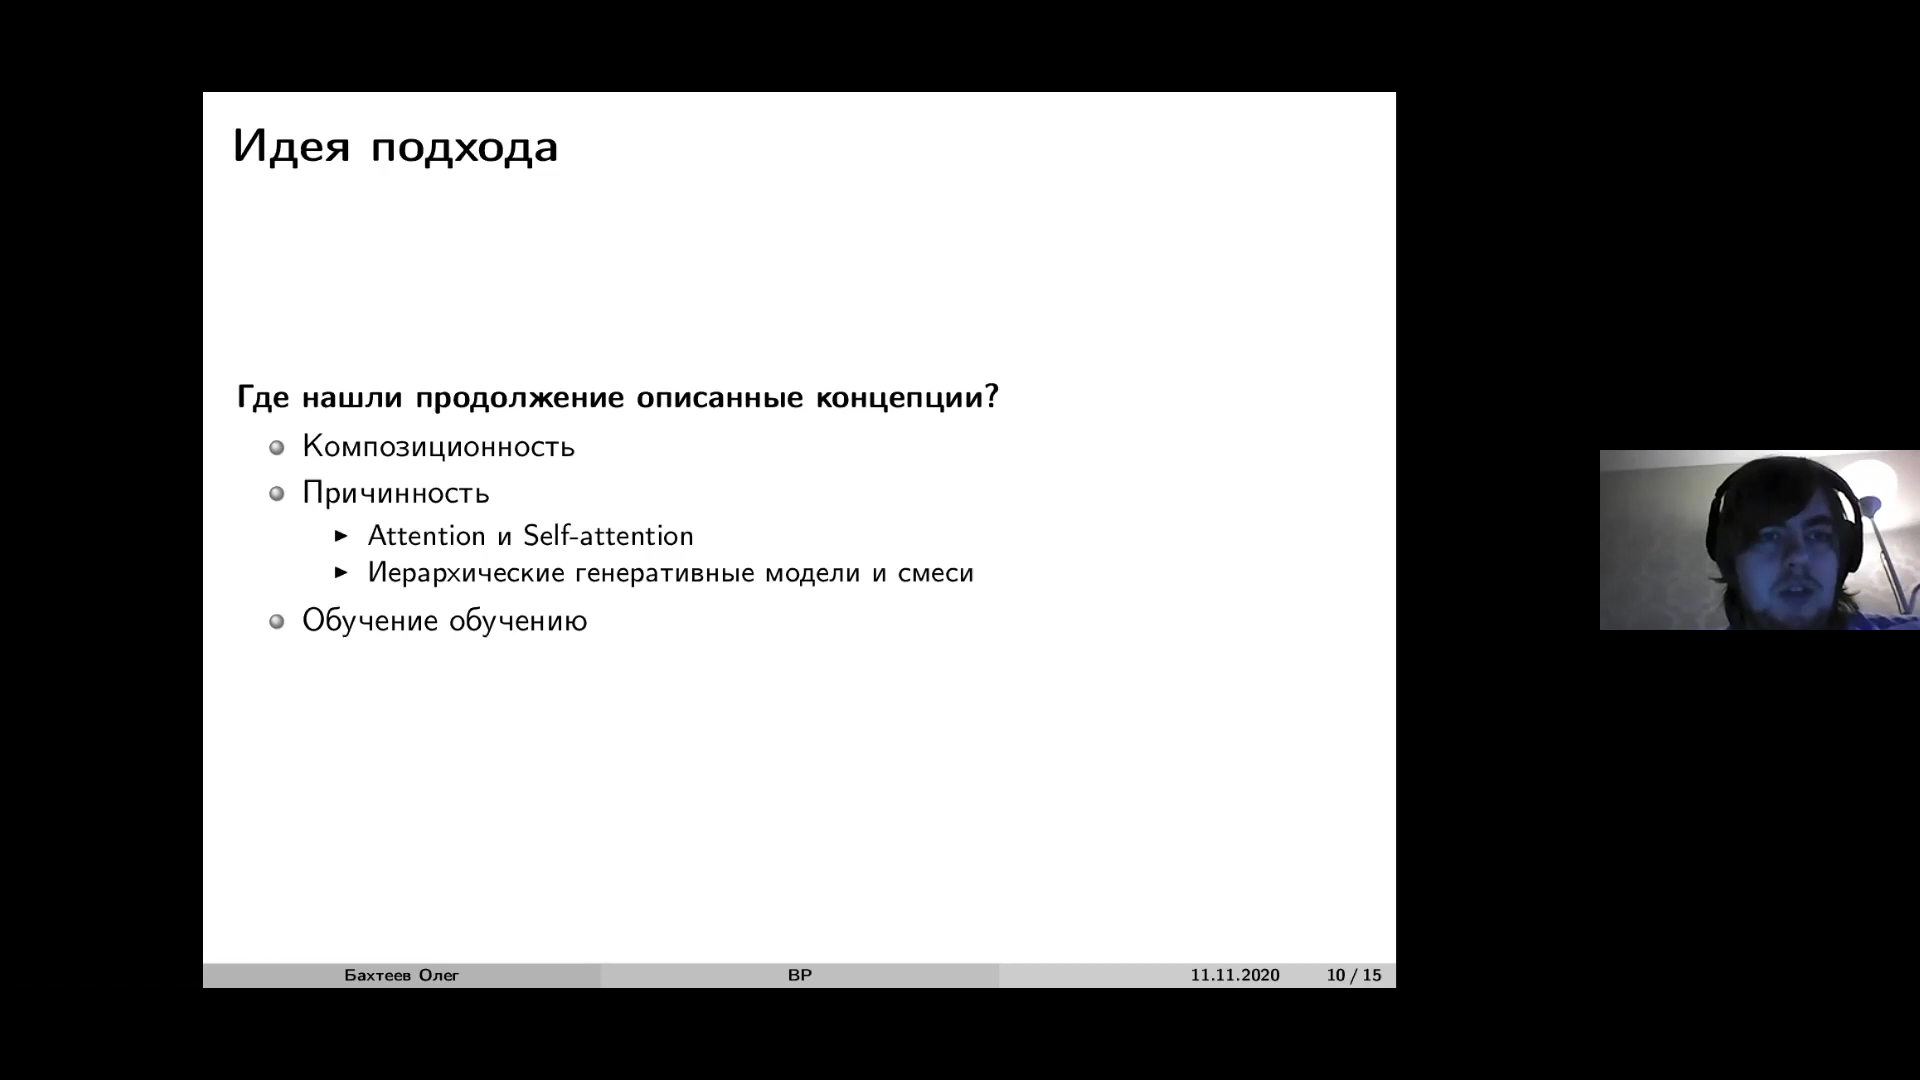 Идея подхода
Где нашли продолжение описанные концепции?
Композиционность
Причинность
Attention и Self-attention
Иерархические генеративные модели и смеси
Обучение обучению
Бахтеев Олег
ВР
11.11.2020
10 / 15